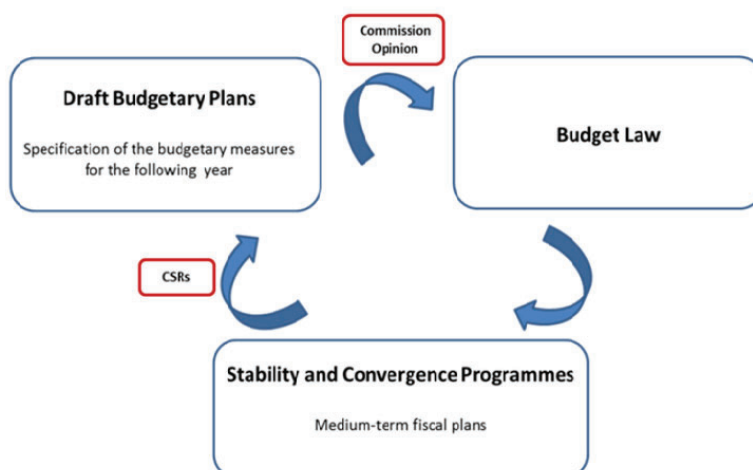 Commission
Opinion
Draft Budgetary Plans
Specification of the budgetary measures
for the following year
Budget Law
CSRs
Stability and Convergence Programmes
Medium-term fiscal plans